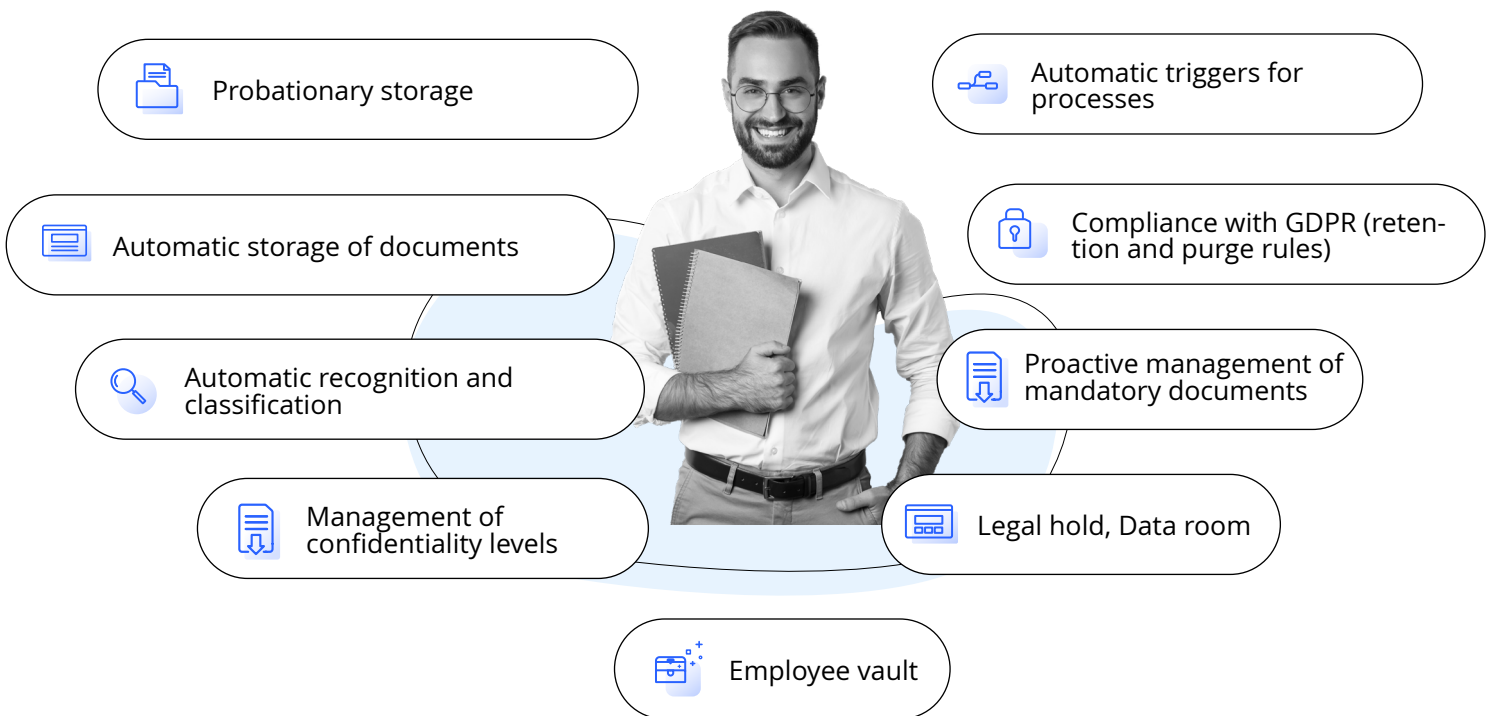 Probationary storage
Automatic storage of documents
Automatic recognition and
classification
Management of
confidentiality levels
Automatic triggers for
processes
Compliance with GDPR (reten-
tion and purge rules)
Proactive management of
mandatory documents
Legal hold, Data room
Employee vault